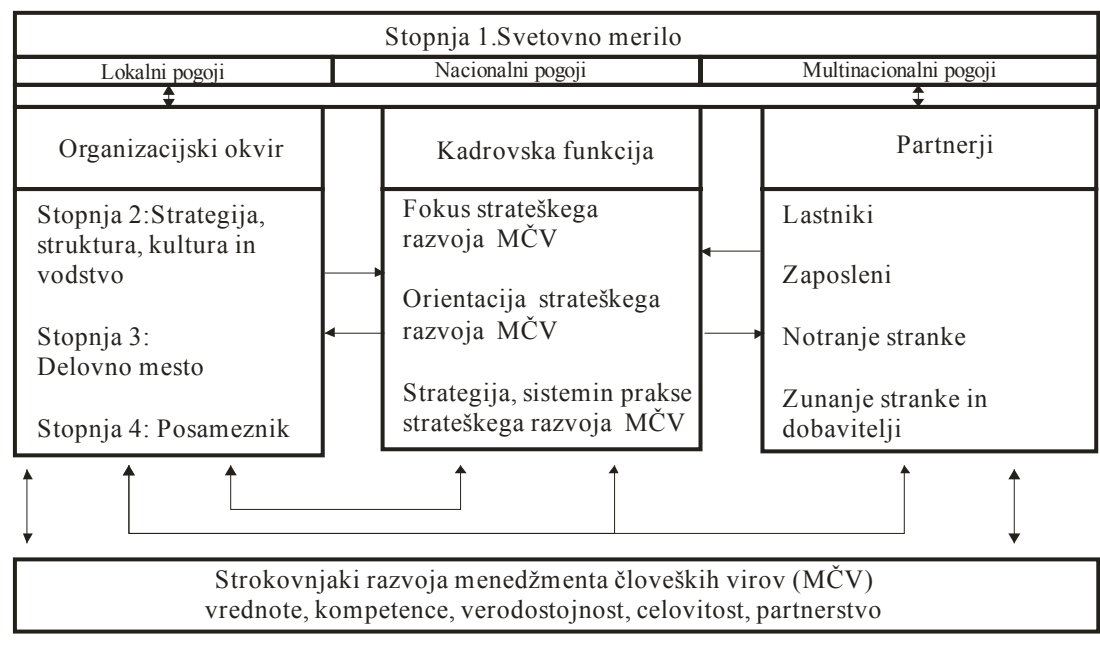 Stopnja 1.Svetovno merilo
Lokalni pogoji
Nacionalni pogoji
Multinacionalni pogoji
Organizacijski okvir
Stopnja 2:Strategija,
struktura, kultura in
vodstvo
Stopnja 3:
Delovno mesto
Stopnja 4: Posameznik
Kadrovska funkcija
Fokus strateškega
razvoja MČV
Orientacija strateškega
razvoja MČV
Strategija, sistemin prakse
strateškega razvoja MČV
Partnerji
Lastniki
Zaposleni
Notranje stranke
Zunanje stranke in
dobavitelji
Strokovnjaki razvoja menedžmenta človeških virov (MČV)
vrednote, kompetence, verodostojnost, celovitost, partnerstvo